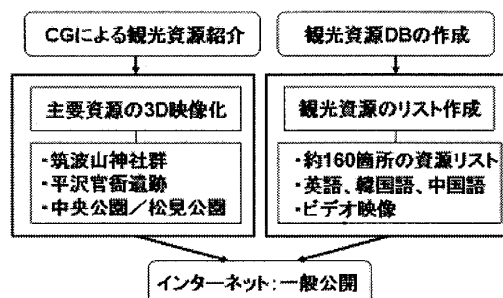 CGによる観光資源紹介
観光資源DBの作成
主要資源の3D映像化
・筑波山神社群
・平沢官衙遺跡
・中央公園／松見公園
観光資源のリスト作成
・約160箇所の資源リスト
・英語、韓国語、中国語
・ビデオ映像
インターネット:一般公開